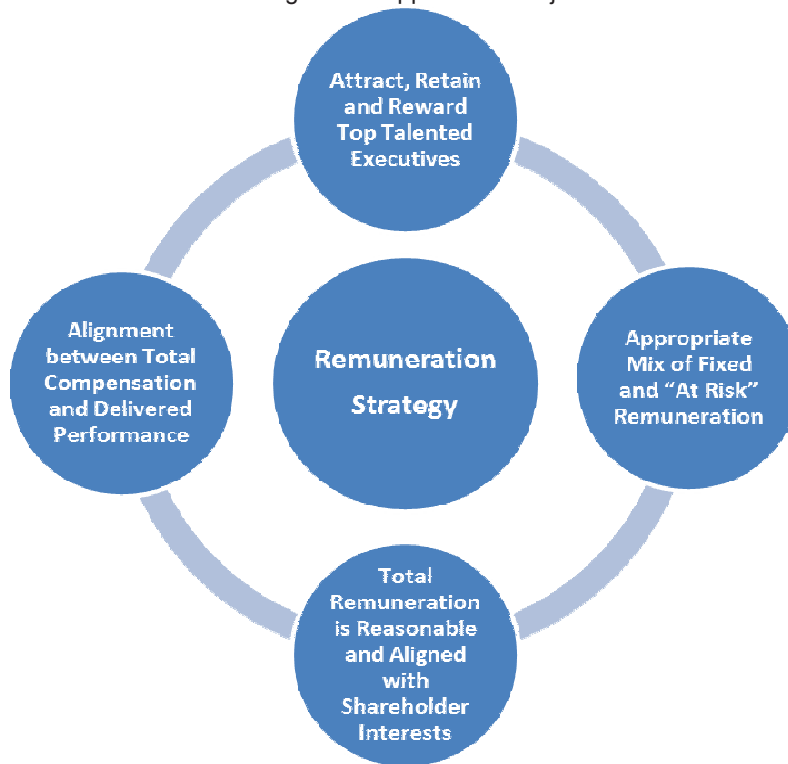 Attract, Retain
and Reward
Top Talented
Executives
Alignment
between Total
Compensation
and Delivered
Performance
Remuneration
Strategy
Appropriate
Mix of Fixed
and “At Risk”
Remuneration
Total
Remuneration
is Reasonable
and Aligned
with
Shareholder
Interests